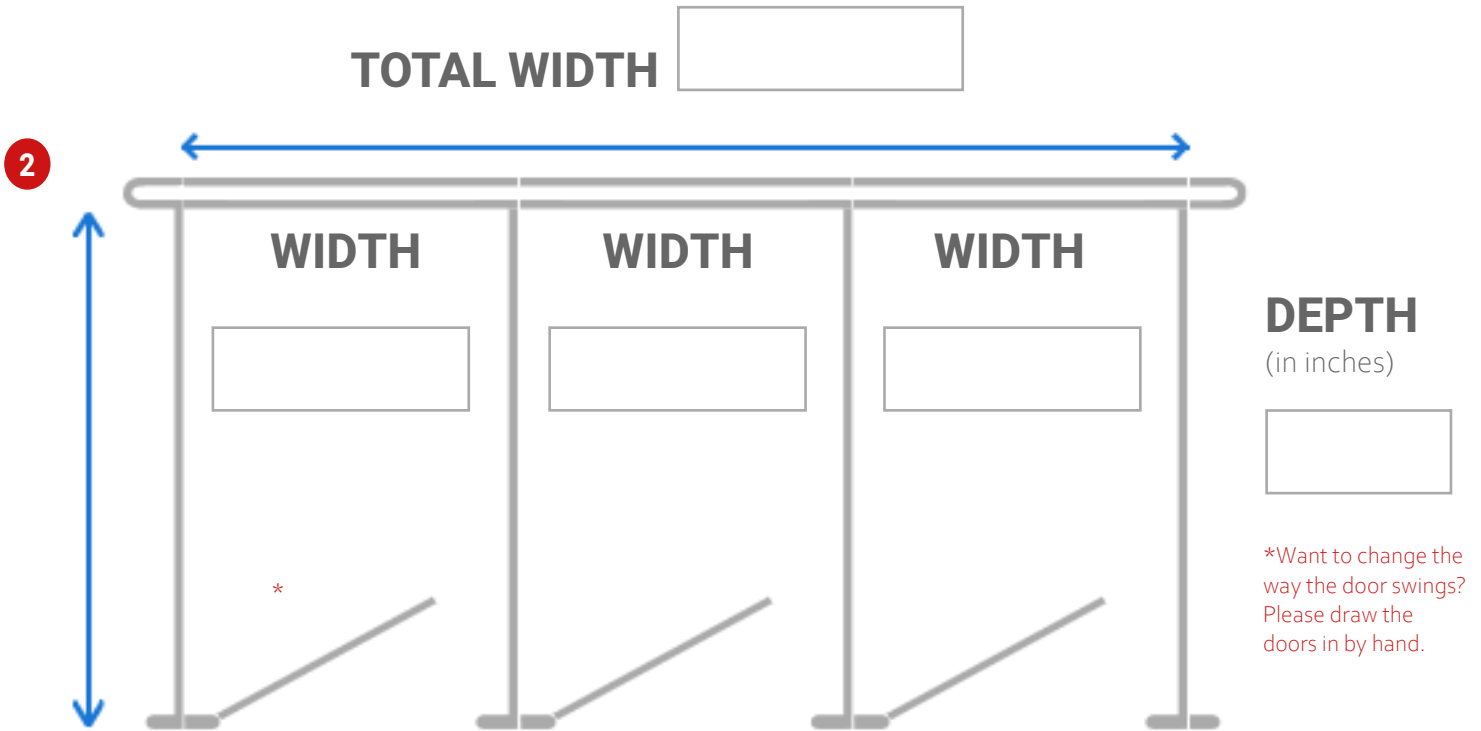 TOTAL WIDTH
2
WIDTH
WIDTH
WIDTH
DEPTH
(in inches)
*Want to change the
way the door swings?
Please draw the
doors in by hand.
*